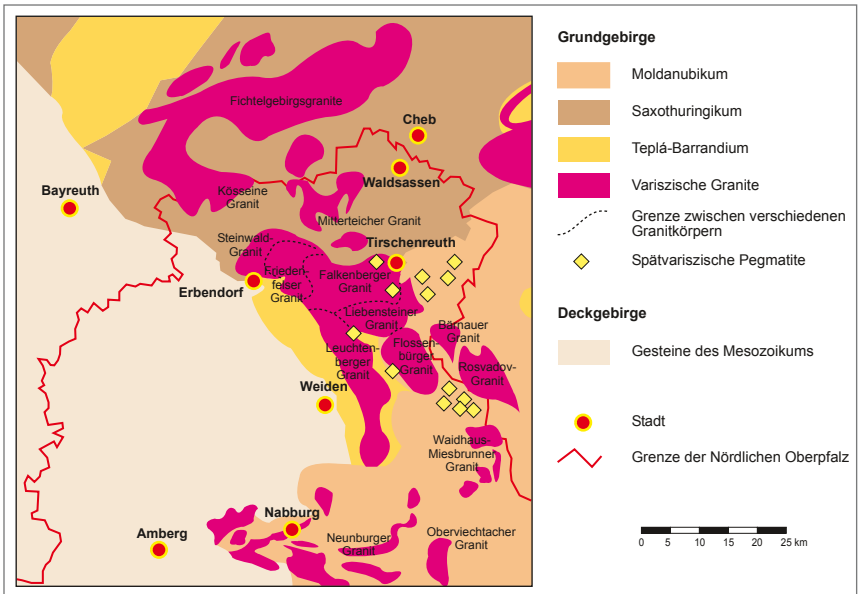 Fichtelgebirgsgranite
Cheb
Waldsassen
Bayreuth
Kösseine
Granit
Mitterteicher Granit
Steinwald-
Granit
Tirschenreuth
Frieden-
felser
Granit
Falkenberger
Granit
Erbendorf
Liebensteiner
Granit
Bärnauer
Granit
Leuchten-
berger
Granit
Flossen-
bürger
Granit
Rosvadov-
Granit
Weiden
Waidhaus-
Miesbrunner
Granit
Nabburg
Amberg
Neunburger
Granit
Oberviechtacher
Granit
Grundgebirge
Moldanubikum
Saxothuringikum
Teplá-Barrandium
Variszische Granite
Grenze zwischen verschiedenen
Granitkörpern
Spätvariszische Pegmatite
Deckgebirge
Gesteine des Mesozoikums
Stadt
Grenze der Nördlichen Oberpfalz
0 5 10 15 20 25 km